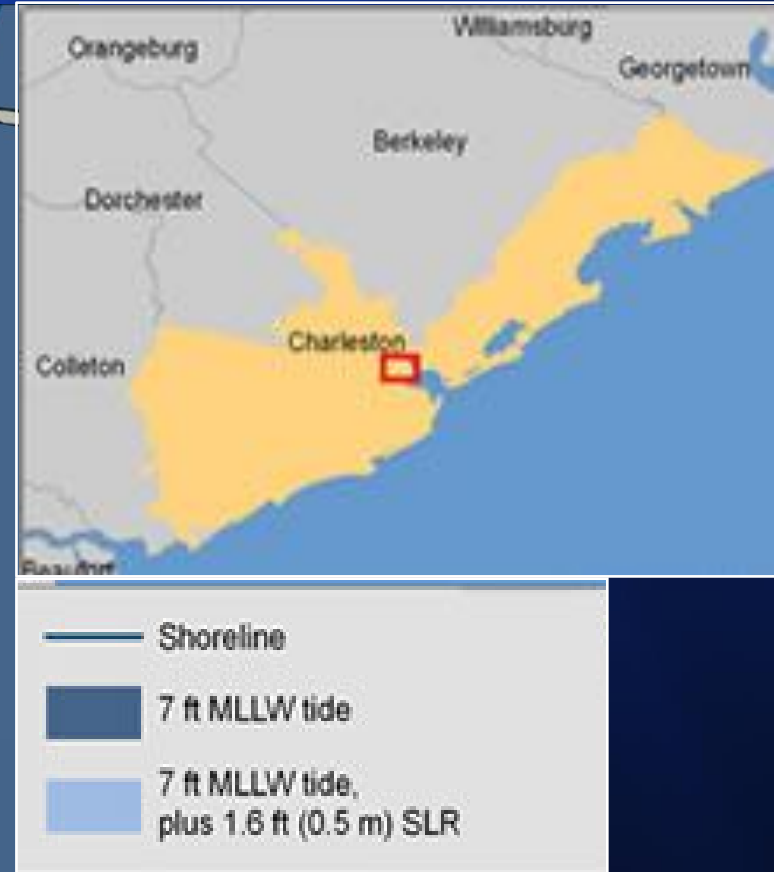 Williamsburg
Orangeburg
Georgetown
Berkeley
Dorchester
Charleston
Colleton
Beaufort
Shoreline
7 ft MLLW tide
7 ft MLLW tide,
plus 1.6 ft (0.5 m) SLR